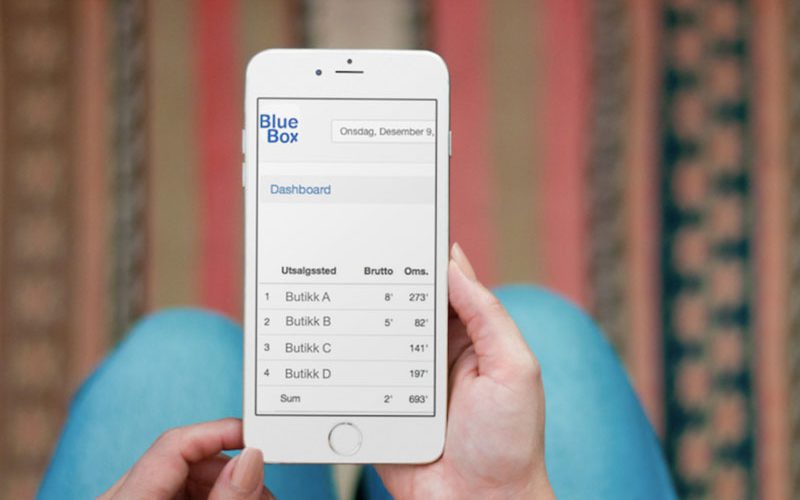 Blue
Box
Onsdag, Desember 9,
Dashboard
Utsalgssted Brutto Oms.
1 Butikk A 8' 273'
2 Butikk B 5' 82'
3 Butikk C 141'
4 Butikk D 197'
Sum 2' 693'